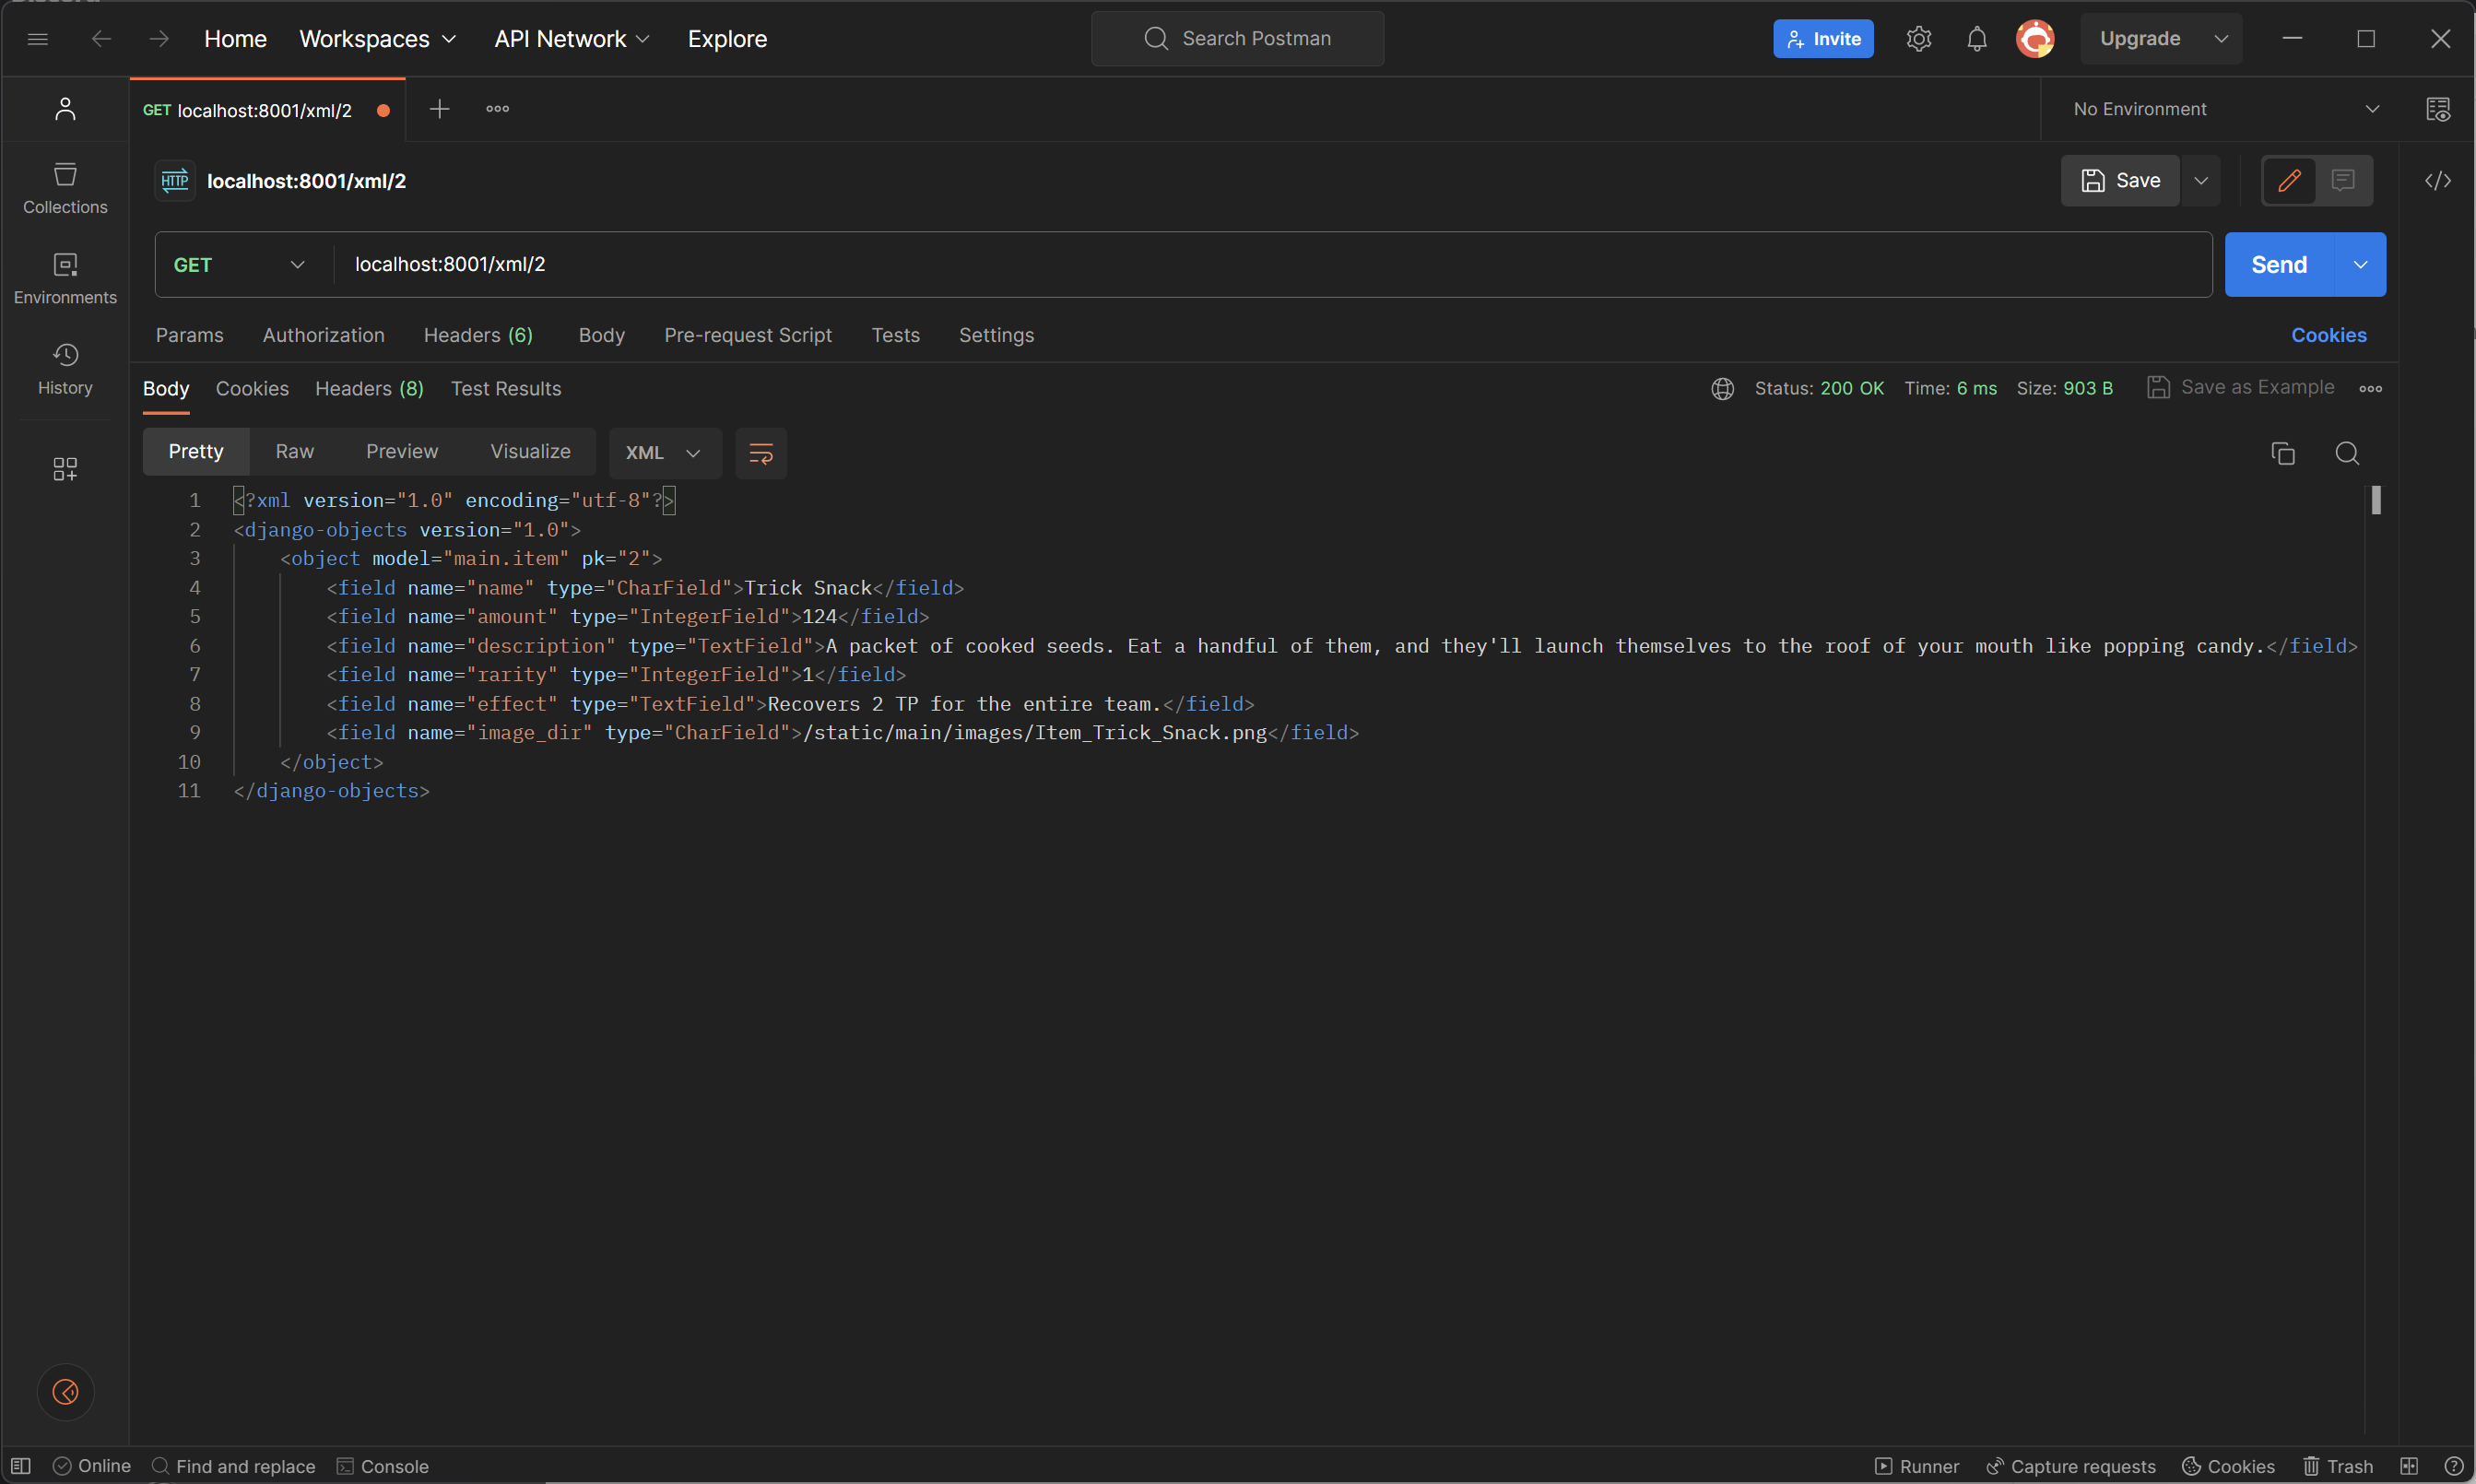 Home Workspaces API Network Explore Search Postman Invite Upgrade
GET localhost:8001/xml/2 No Environment
HTTP localhost:8001/xml/2 Save
Collections
GET localhost:8001/xml/2 Send
Environments
Params Authorization Headers (6) Body Pre-request Script Tests Settings Cookies
History
Body Cookies Headers (8) Test Results Status: 200 OK Time: 6 ms Size: 903 B Save as Example
Pretty Raw Preview Visualize XML
1 <?xml version="1.0" encoding="utf-8"?>
2 <django-objects version="1.0">
3 <object model="main.item" pk="2">
4 <field name="name" type="CharField">Trick Snack</field>
5 <field name="amount" type="IntegerField">124</field>
6 <field name="description" type="TextField">A packet of cooked seeds. Eat a handful of them, and they'll launch themselves to the roof of your mouth like popping candy.</field>
7 <field name="rarity" type="IntegerField">1</field>
8 <field name="effect" type="TextField">Recovers 2 TP for the entire team.</field>
9 <field name="image_dir" type="CharField">/static/main/images/Item_Trick_Snack.png</field>
10 </object>
11 </django-objects>
Online Find and replace Console Runner Capture requests Cookies Trash